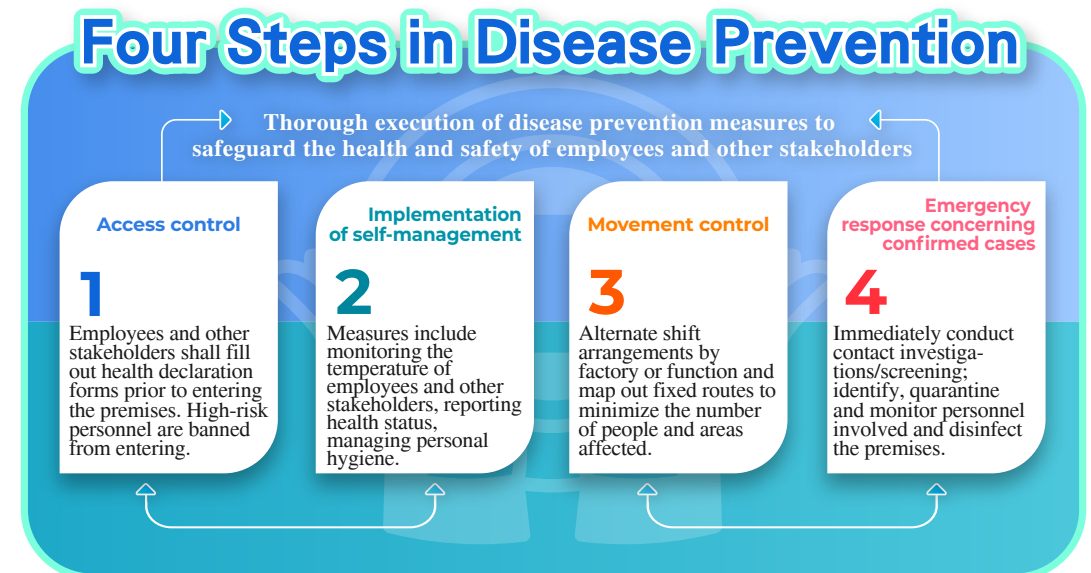 Four Steps in Disease Prevention
Thorough execution of disease prevention measures to
safeguard the health and safety of employees and other stakeholders
Access control
1
Employees and other
stakeholders shall fill
out health declaration
forms prior to entering
the premises. High-risk
personnel are banned
from entering.
Implementation
of self-management
2
Measures include
monitoring the
temperature of
employees and other
stakeholders, reporting
health status,
managing personal
hygiene.
Movement control
3
Alternate shift
arrangements by
factory or function and
map out fixed routes to
minimize the number
of people and areas
affected.
Emergency
response concerning
confirmed cases
4
Immediately conduct
contact investiga-
tions/screening;
identify, quarantine
and monitor personnel
involved and disinfect
the premises.